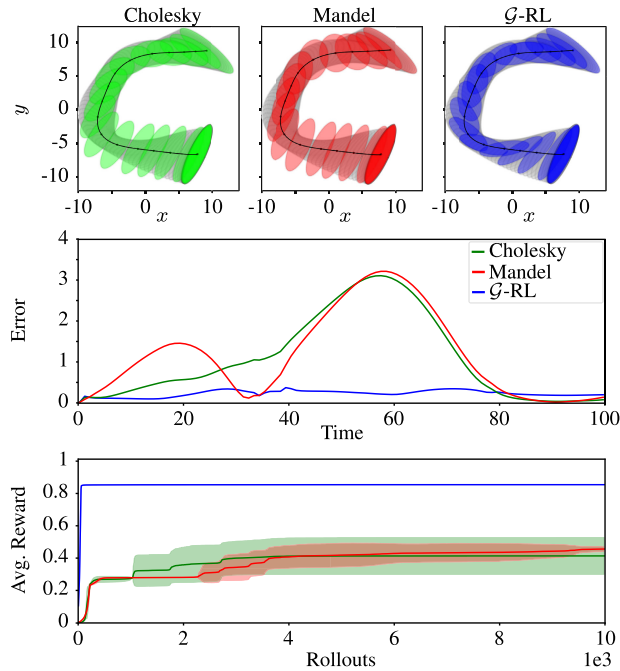 Cholesky Mandel 𝒢-RL
10
5
y 0
-5
-10
-10 0 x 10 -10 0 x 10 -10 0 x 10
4
3
Error 2
1
0
Cholesky
Mandel
𝒢-RL
0 20 40 60 80 100
Time
1
0.8
0.6
Avg. Reward
0.4
0.2
0
0 2 4 6 8 10
Rollouts 1e3